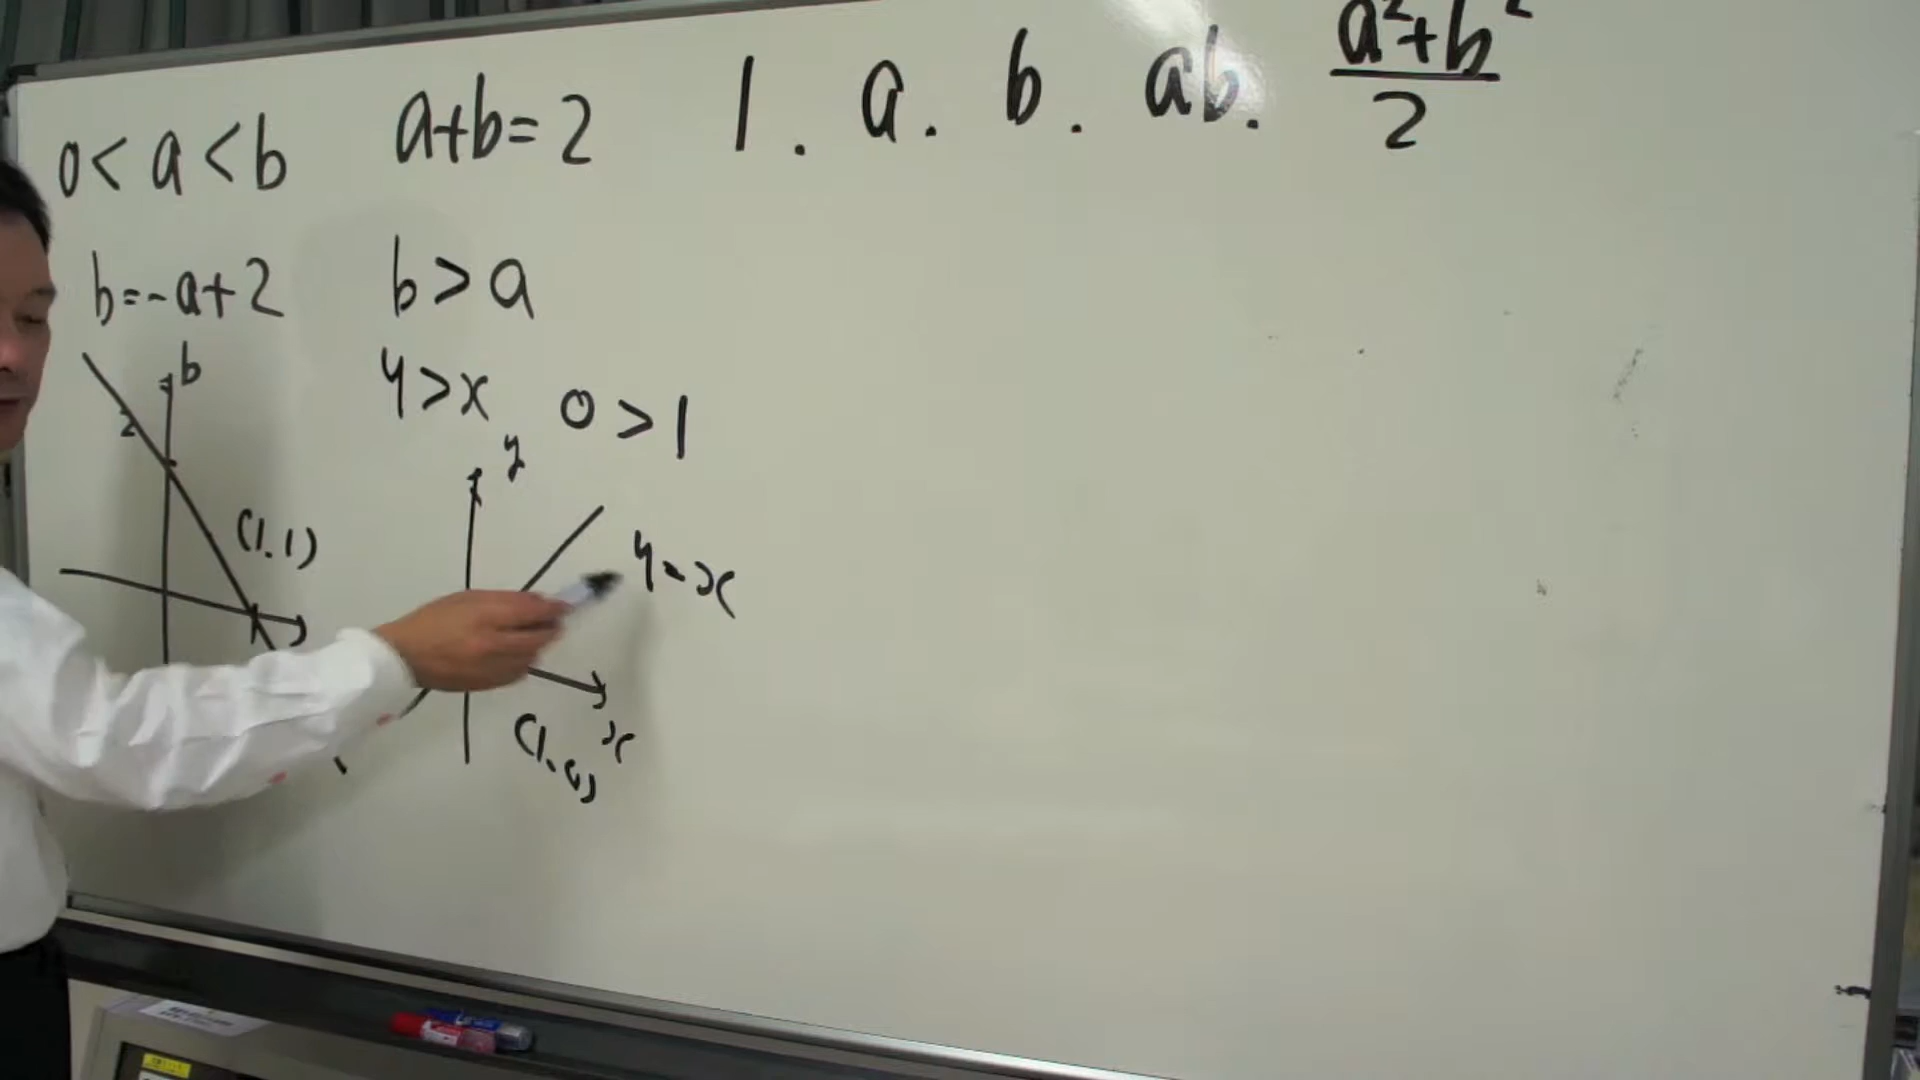 0 < a < b a+b=2 1. a. b. ab. a²+b²/2
b=-a+2 b > a
y > x 0 > 1
b
2
(1.1)
y
y=x
x
(1.0)